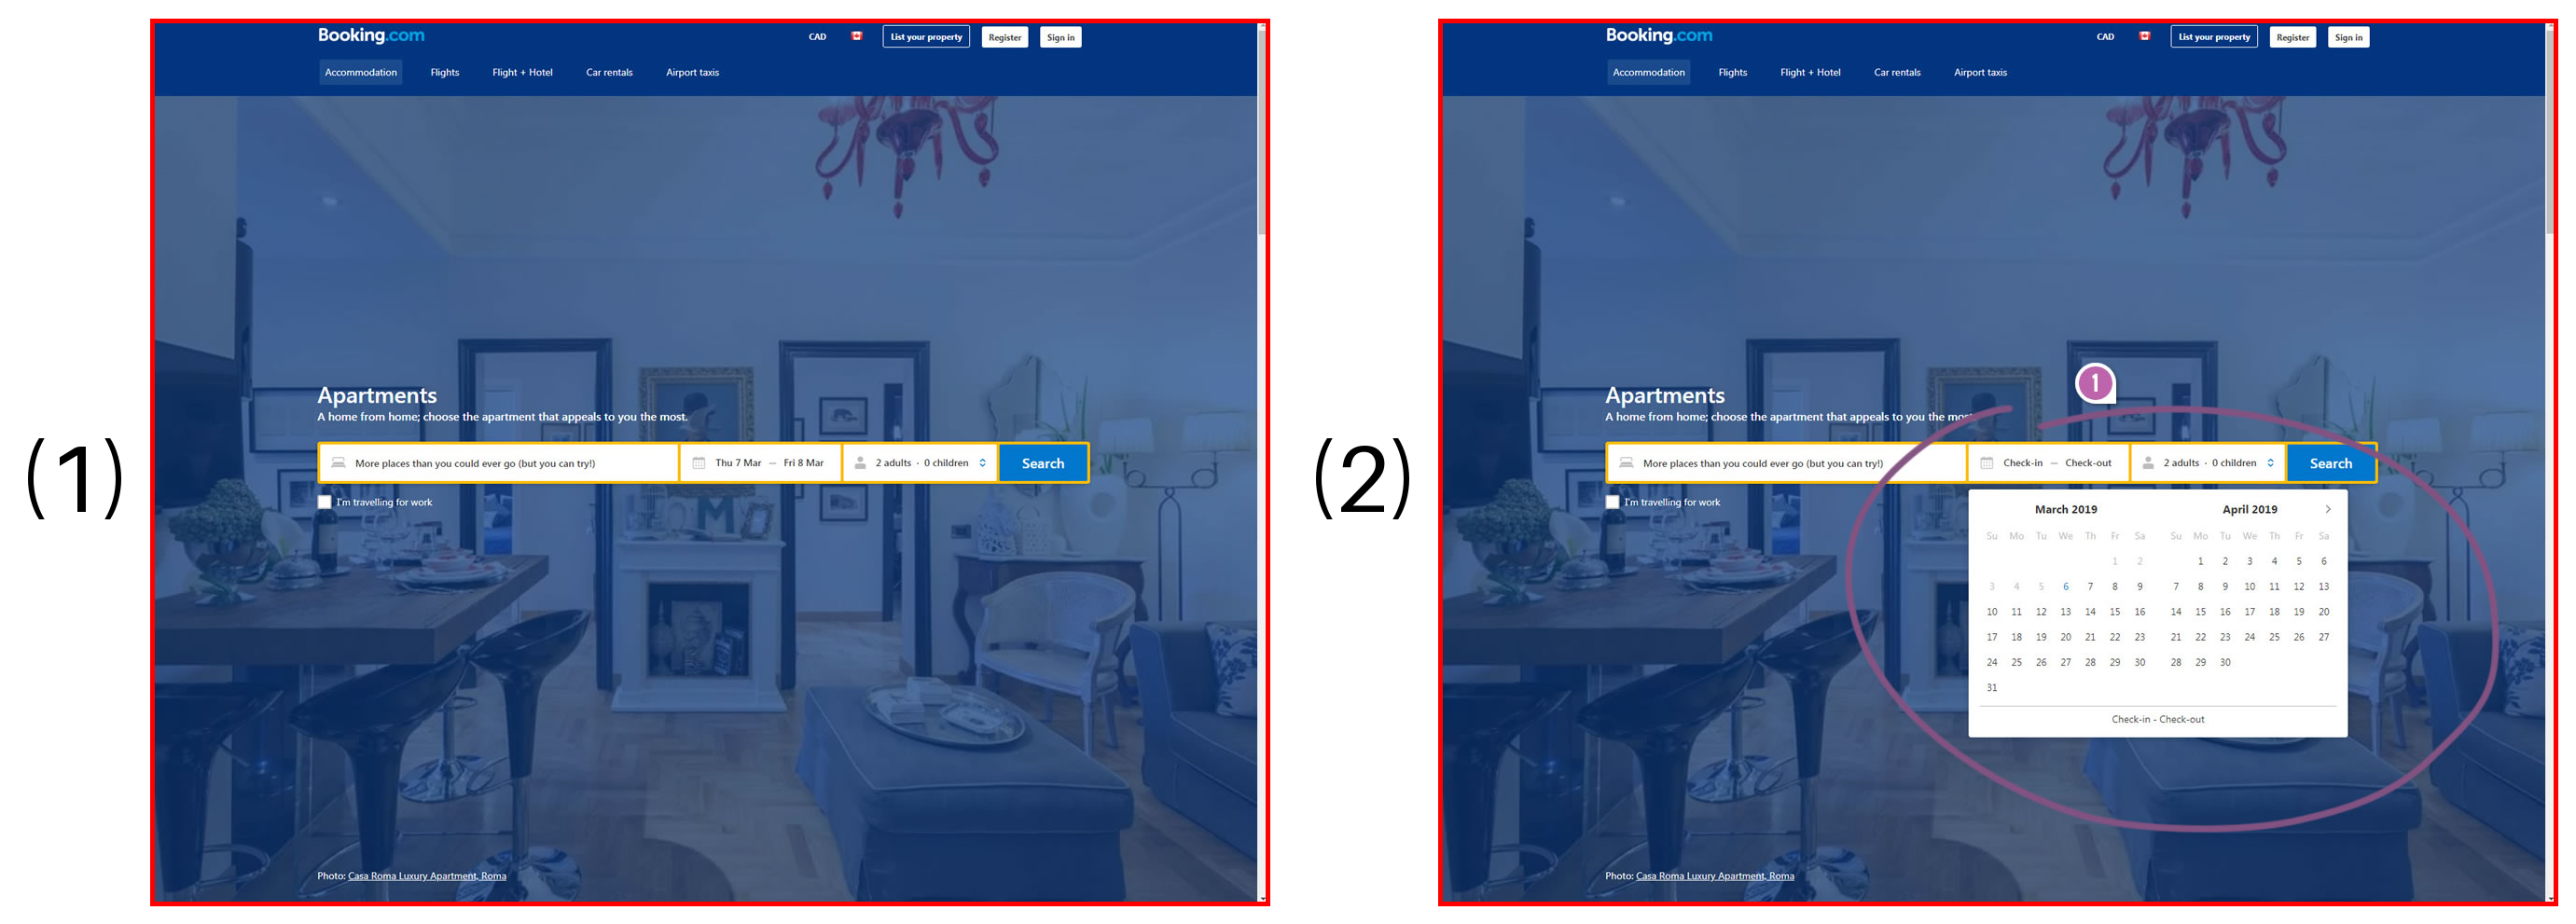 (1)
Booking.com
CAD List your property Register Sign in
Accommodation Flights Flight + Hotel Car rentals Airport taxis
Apartments
A home from home; choose the apartment that appeals to you the most.
More places than you could ever go (but you can try!) Thu 7 Mar — Fri 8 Mar 2 adults · 0 children Search
I'm travelling for work
M
Photo: Casa Roma Luxury Apartment, Roma
(2)
Booking.com
CAD List your property Register Sign in
Accommodation Flights Flight + Hotel Car rentals Airport taxis
1
Apartments
A home from home; choose the apartment that appeals to you the most
More places than you could ever go (but you can try!) Check-in — Check-out 2 adults · 0 children Search
I'm travelling for work
March 2019 April 2019
Su Mo Tu We Th Fr Sa Su Mo Tu We Th Fr Sa
1 2 1 2 3 4 5 6
3 4 5 6 7 8 9 7 8 9 10 11 12 13
10 11 12 13 14 15 16 14 15 16 17 18 19 20
17 18 19 20 21 22 23 21 22 23 24 25 26 27
24 25 26 27 28 29 30 28 29 30
31
Check-in - Check-out
Photo: Casa Roma Luxury Apartment, Roma